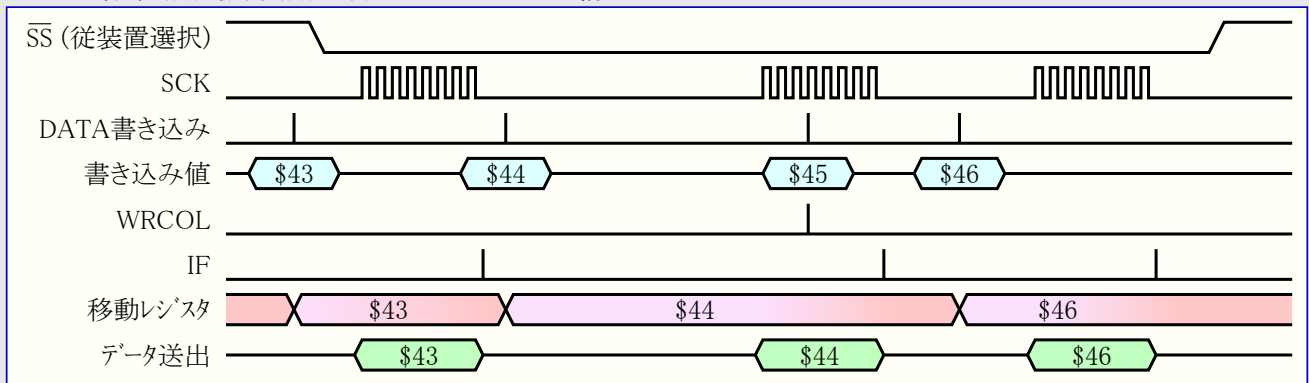 SS (従装置選択)
SCK
DATA書き込み
書き込み値 $43 $44 $45 $46
WRCOL
IF
移動レジスタ $43 $44 $46
データ送出 $43 $44 $46